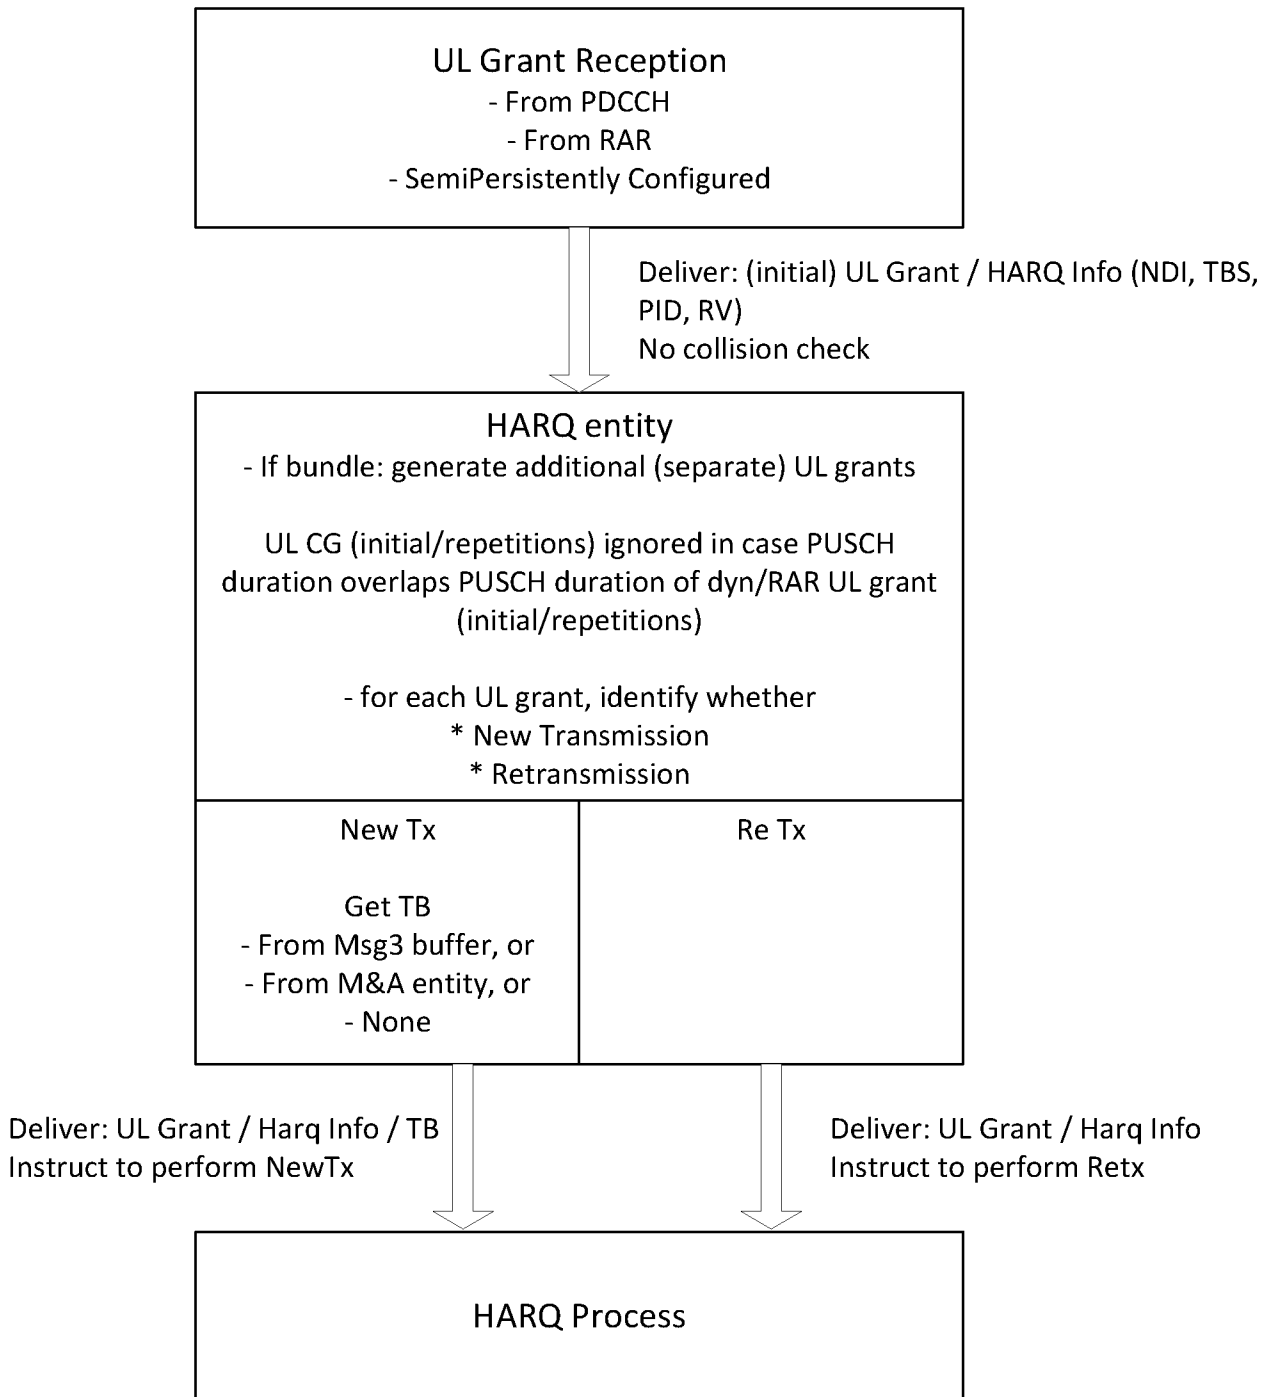 UL Grant Reception
- From PDCCH
- From RAR
- SemiPersistently Configured
Deliver: (initial) UL Grant / HARQ Info (NDI, TBS,
PID, RV)
No collision check
HARQ entity
- If bundle: generate additional (separate) UL grants
UL CG (initial/repetitions) ignored in case PUSCH
duration overlaps PUSCH duration of dyn/RAR UL grant
(initial/repetitions)
- for each UL grant, identify whether
* New Transmission
* Retransmission
New Tx
Get TB
- From Msg3 buffer, or
- From M&A entity, or
- None
Re Tx
Deliver: UL Grant / Harq Info / TB
Instruct to perform NewTx
Deliver: UL Grant / Harq Info
Instruct to perform Retx
HARQ Process